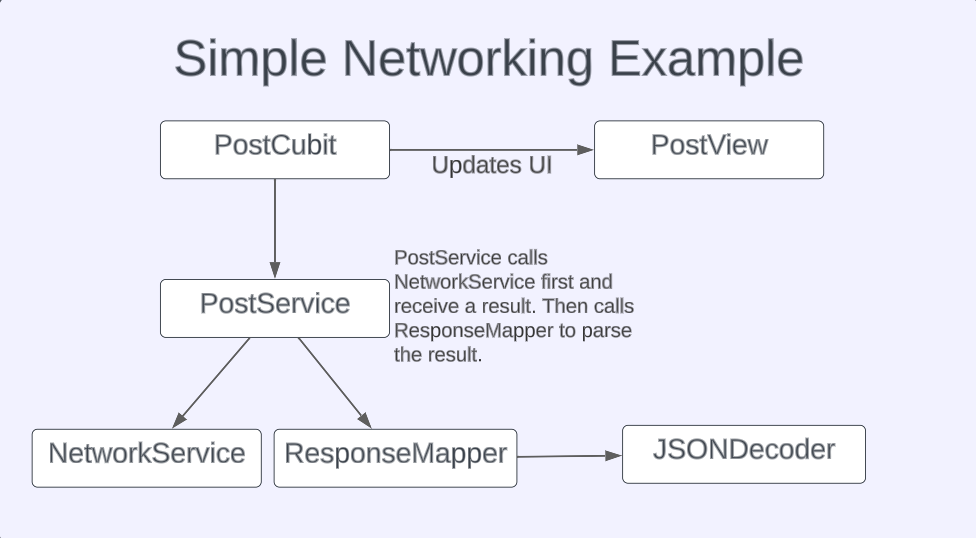 Simple Networking Example
PostCubit
PostView
Updates UI
PostService calls
NetworkService first and
receive a result. Then calls
ResponseMapper to parse
the result.
PostService
NetworkService
ResponseMapper
JSONDecoder